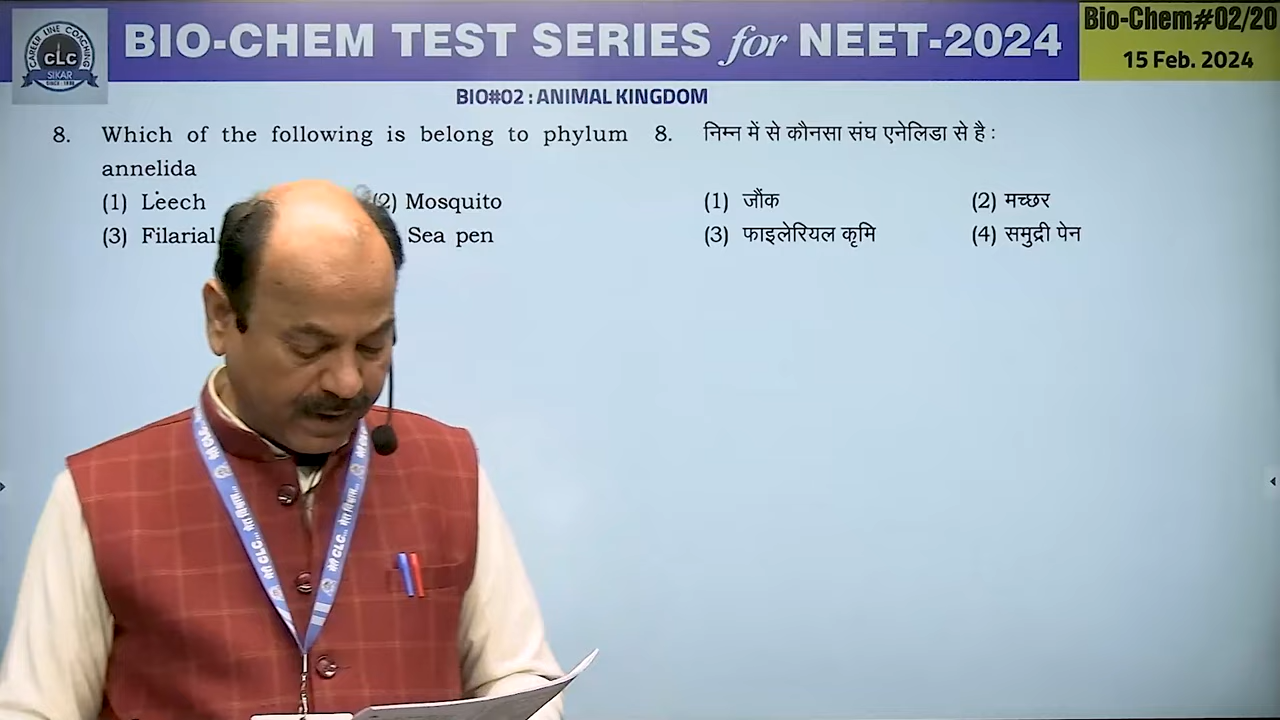 CAREER LINE COACHING
CLC
SIKAR
BIO-CHEM TEST SERIES for NEET-2024
Bio-Chem#02/20
15 Feb. 2024
BIO#02 : ANIMAL KINGDOM
8. Which of the following is belong to phylum
annelida
(1) Leech (2) Mosquito
(3) Filarial Sea pen
8. निम्न में से कौनसा संघ एनेलिडा से है :
(1) जौंक (2) मच्छर
(3) फाइलेरियल कृमि (4) समुद्री पेन